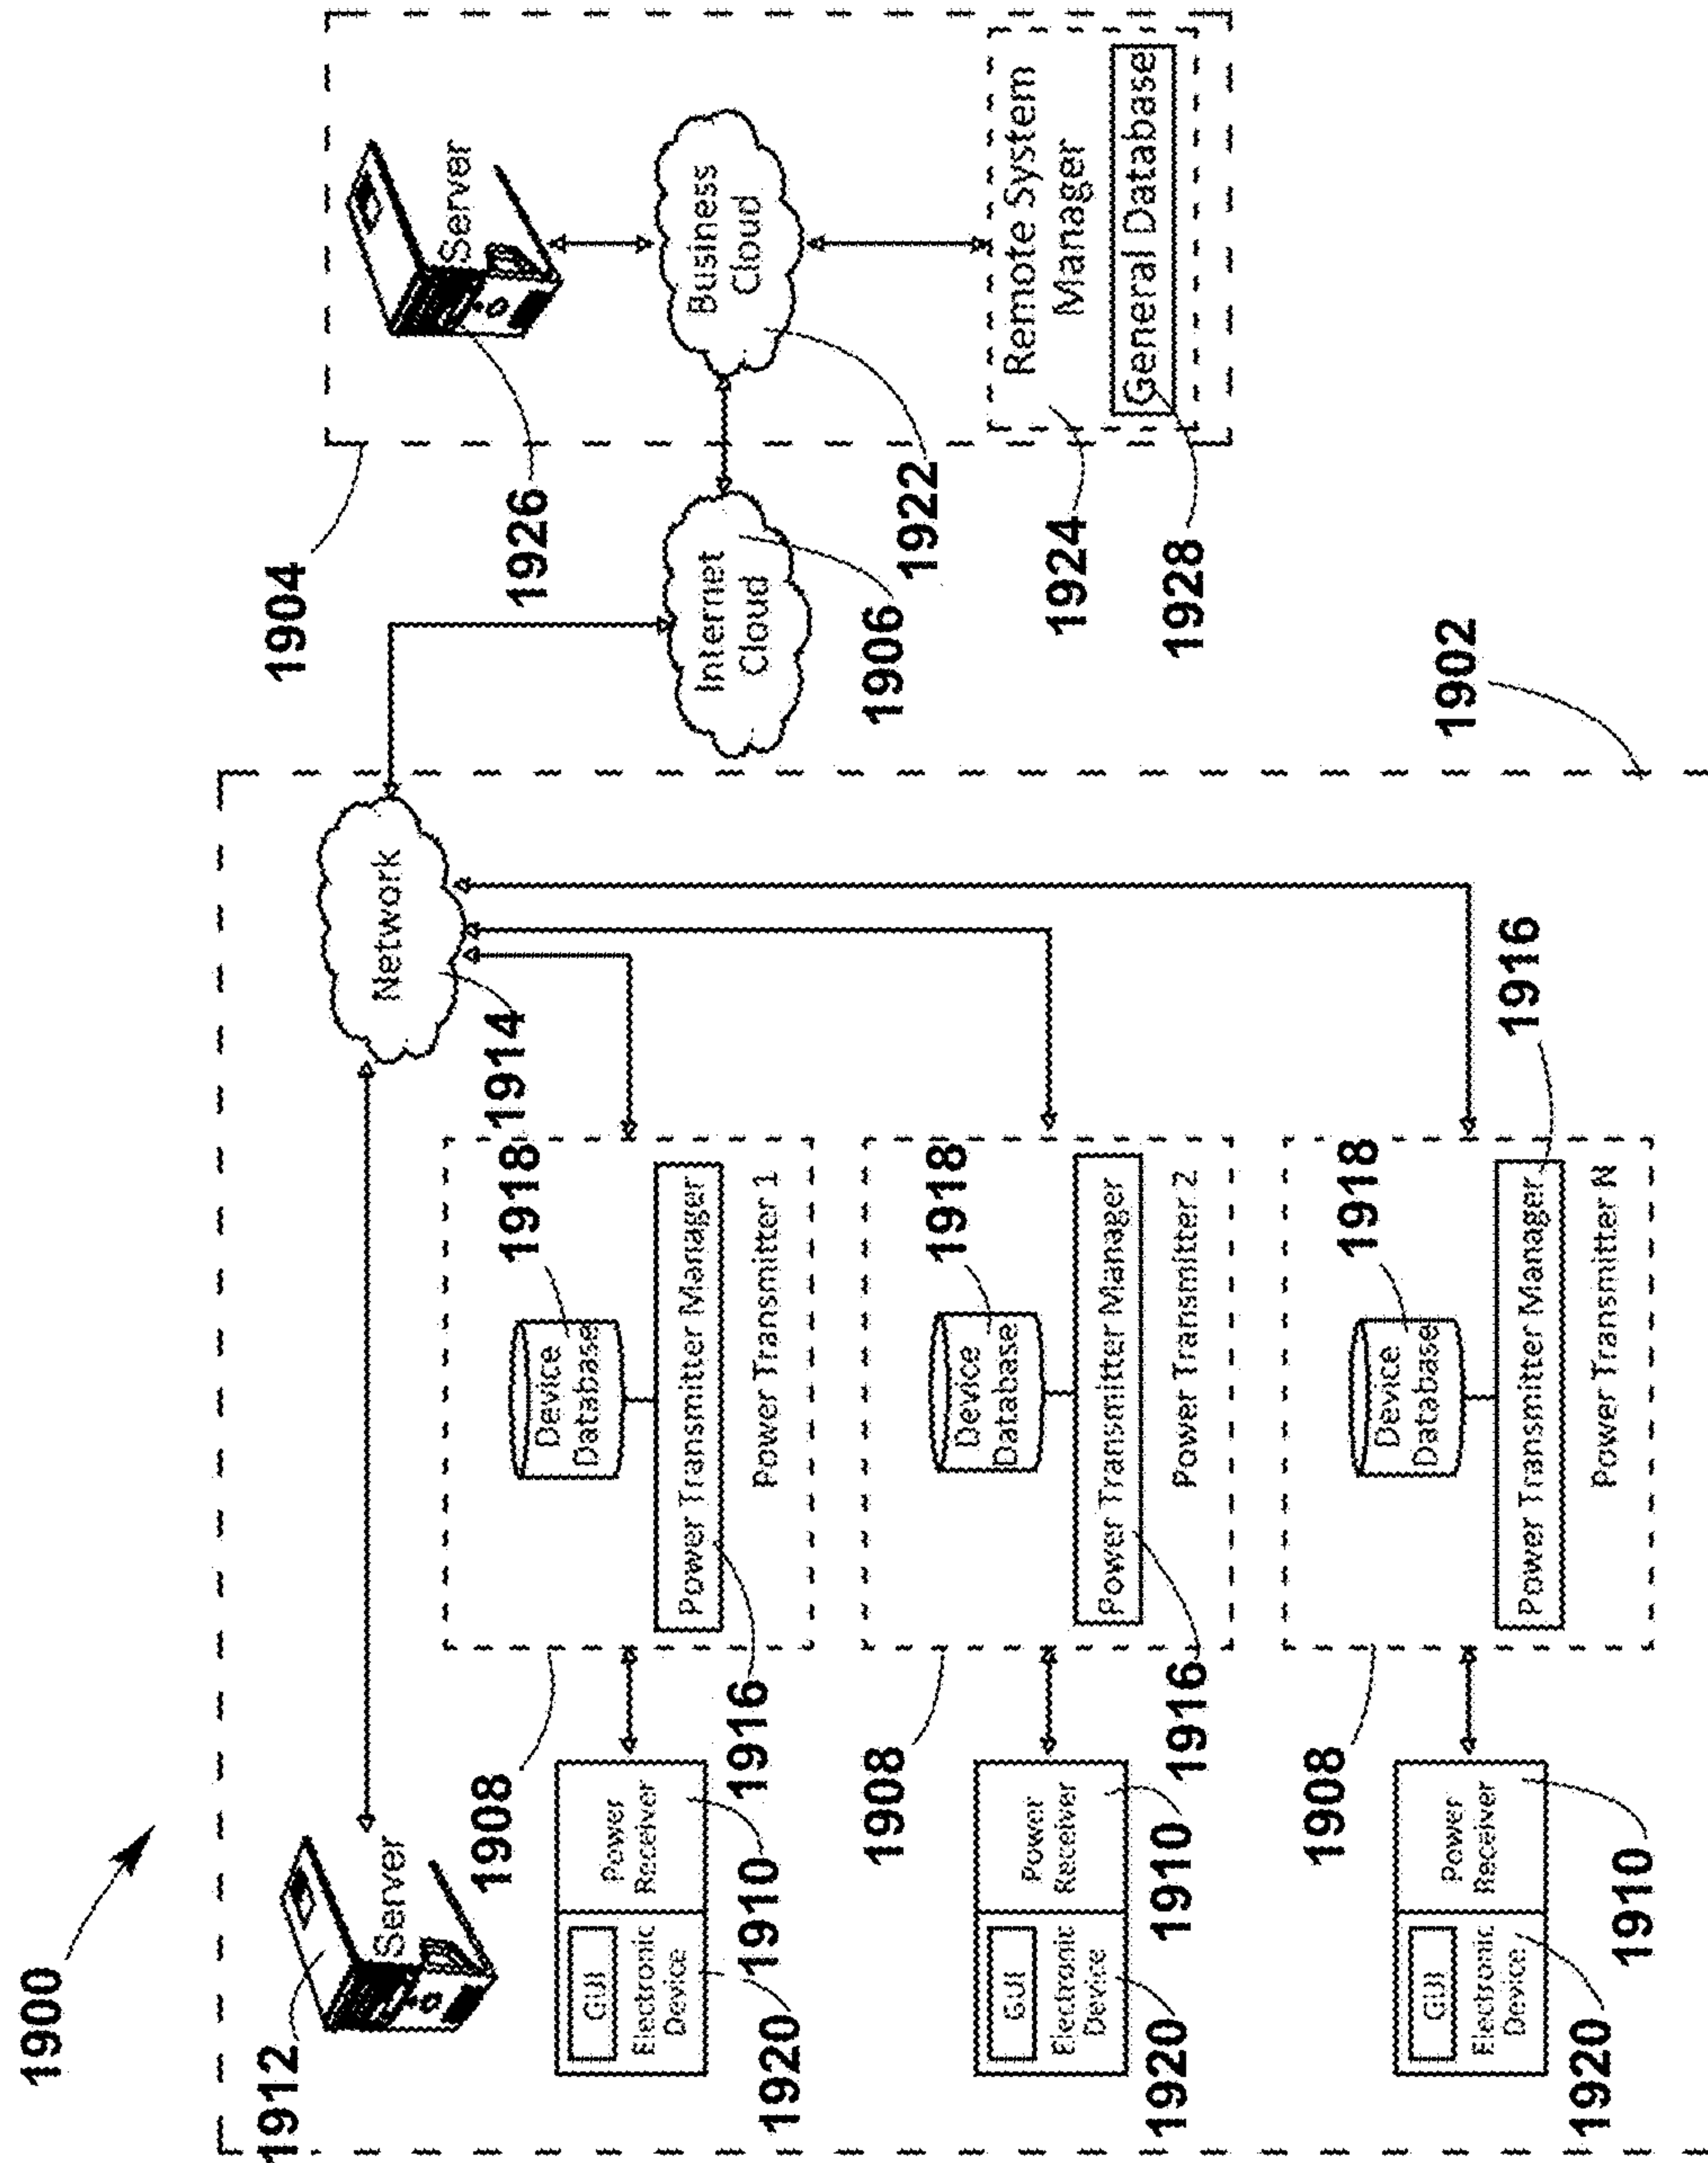 1900
1912
Server
Network
1914
1904
Server
1926
Business
Cloud
1922
Internet
Cloud
1906
Remote System
Manager
1924
General Database
1928
1902
GUI
Electronic
Device
1920
Power
Receiver
1910
1908
Device
Database
1918
Power Transmitter Manager
1916
Power Transmitter 1
GUI
Electronic
Device
1920
Power
Receiver
1910
1908
Device
Database
1918
Power Transmitter Manager
1916
Power Transmitter 2
GUI
Electronic
Device
1920
Power
Receiver
1910
1908
Device
Database
1918
Power Transmitter Manager
1916
Power Transmitter N